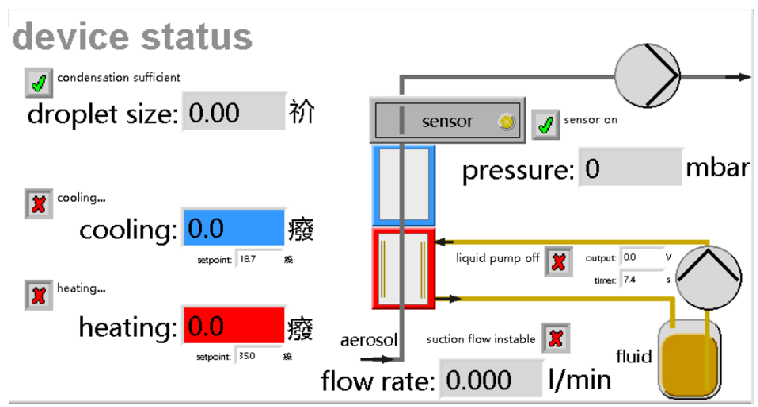 device status
condensation sufficient
droplet size: 0.00 祄
sensor
sensor on
pressure: 0 mbar
cooling...
cooling: 0.0 癈
setpoint: 18.7 癈
liquid pump off
output: 0.0 V
timer: 7.4 s
heating...
heating: 0.0 癈
setpoint: 35.0 癈
aerosol
suction flow instable
fluid
flow rate: 0.000 l/min